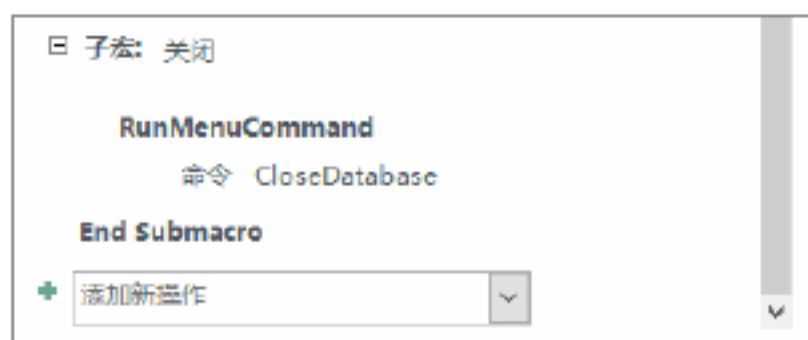 子宏: 关闭
RunMenuCommand
命令 CloseDatabase
End Submacro
添加新操作